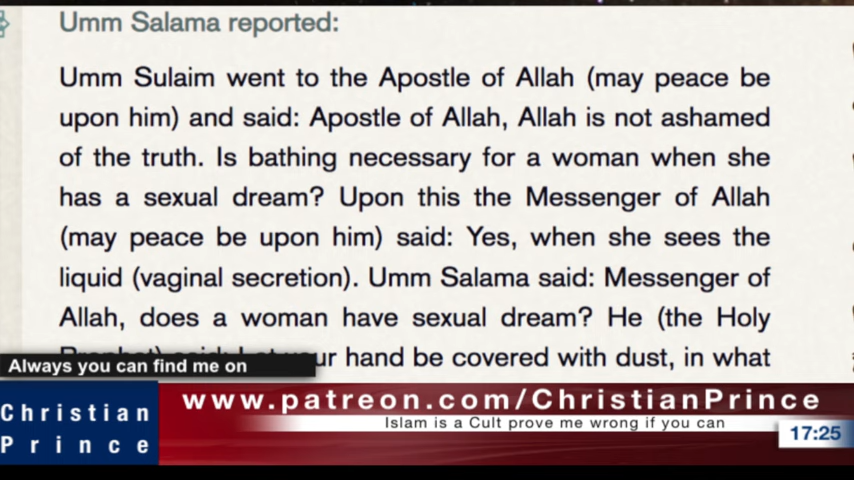 Umm Salama reported:
Umm Sulaim went to the Apostle of Allah (may peace be
upon him) and said: Apostle of Allah, Allah is not ashamed
of the truth. Is bathing necessary for a woman when she
has a sexual dream? Upon this the Messenger of Allah
(may peace be upon him) said: Yes, when she sees the
liquid (vaginal secretion). Umm Salama said: Messenger of
Allah, does a woman have sexual dream? He (the Holy
Prophet) said: Let your hand be covered with dust, in what
Always you can find me on
Christian
Prince
www.patreon.com/ChristianPrince
Islam is a Cult prove me wrong if you can
17:25